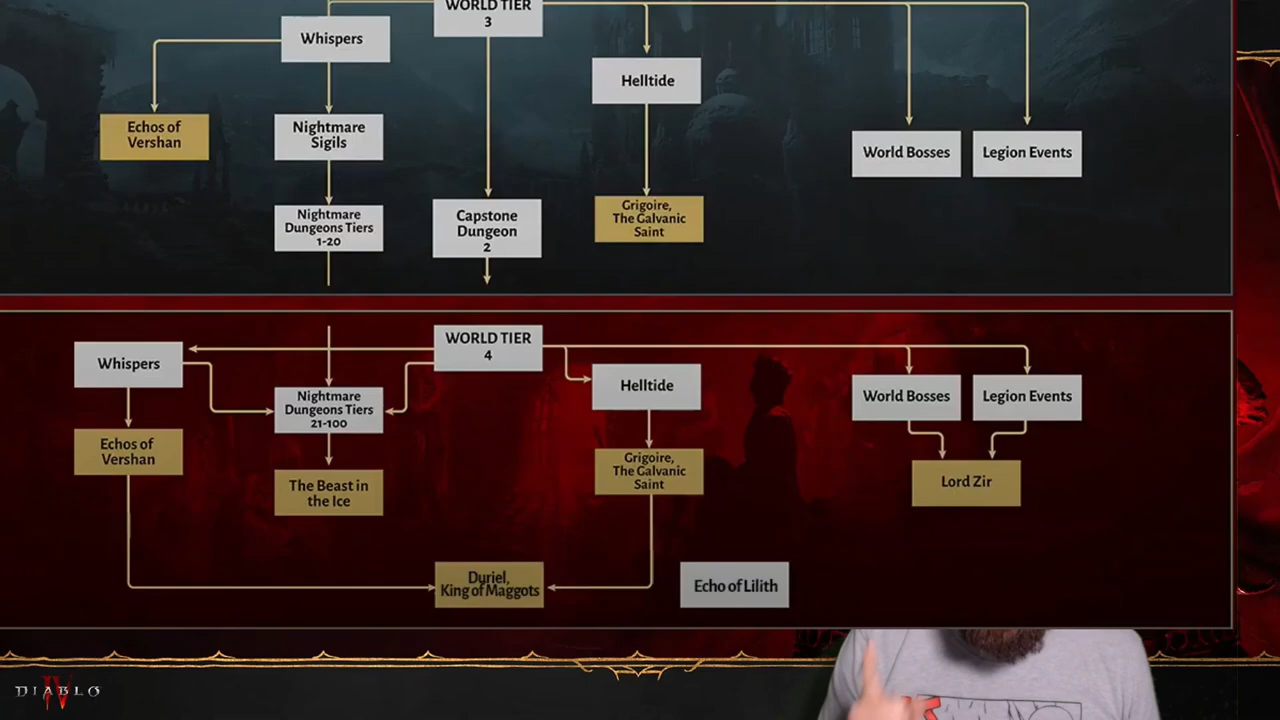 WORLD TIER
3
Whispers
Helltide
Echos of
Vershan
Nightmare
Sigils
World Bosses
Legion Events
Nightmare
Dungeons Tiers
1-20
Capstone
Dungeon
2
Grigoire,
The Galvanic
Saint
WORLD TIER
4
Whispers
Nightmare
Dungeons Tiers
21-100
Helltide
World Bosses
Legion Events
Echos of
Vershan
The Beast in
the Ice
Grigoire,
The Galvanic
Saint
Lord Zir
Duriel,
King of Maggots
Echo of Lilith
DIABLO
IV